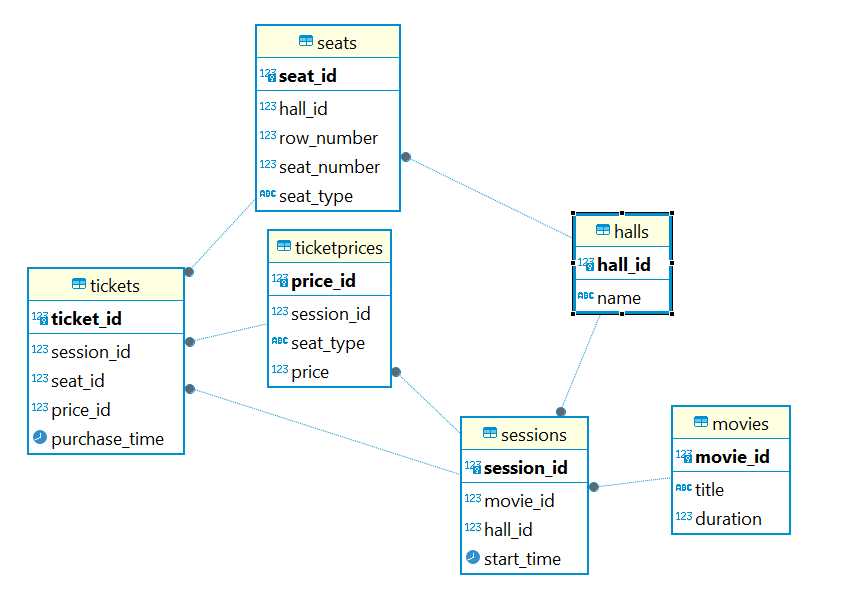 seats
123 seat_id
123 hall_id
123 row_number
123 seat_number
ABC seat_type
ticketprices
123 price_id
123 session_id
ABC seat_type
123 price
halls
123 hall_id
ABC name
tickets
123 ticket_id
123 session_id
123 seat_id
123 price_id
purchase_time
sessions
123 session_id
123 movie_id
123 hall_id
start_time
movies
123 movie_id
ABC title
123 duration